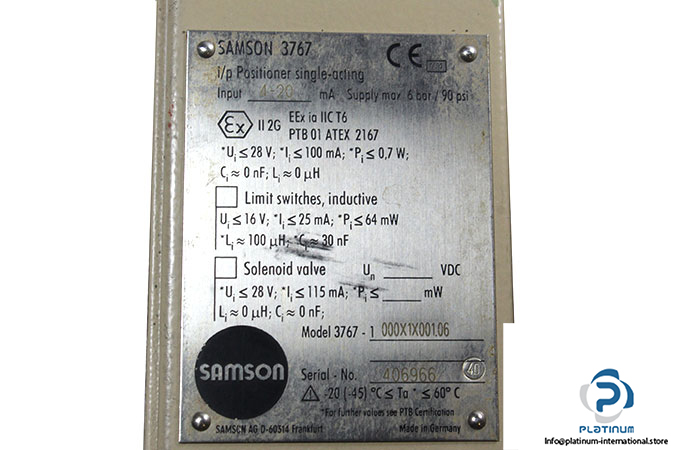 SAMSON 3767
CE
i/p Positioner single-acting
Input 4-20 mA Supply max 6 bar / 90 psi
Ex II 2G EEx ia IIC T6
PTB 01 ATEX 2167
*Ui ≤ 28 V; *Ii ≤ 100 mA; *Pi ≤ 0,7 W;
Ci ≈ 0 nF; Li ≈ 0 µH
Limit switches, inductive
Ui ≤ 16 V; *Ii ≤ 25 mA; *Pi ≤ 64 mW
*Li ≈ 100 µH; *Ci ≈ 30 nF
Solenoid valve Un ______ VDC
*Ui ≤ 28 V; *Ii ≤ 115 mA; *Pi ≤ _____ mW
Li ≈ 0 µH; Ci ≈ 0 nF;
Model 3767 - 1 000X1X001.06
SAMSON
Serial - No. 406966 40
-20 (-45) °C ≤ Ta * ≤ 60° C
*For further values see PTB Certification
SAMSON AG D-60314 Frankfurt Made in Germany
PLATINUM
INTERNATIONAL
Info@platinum-international.store